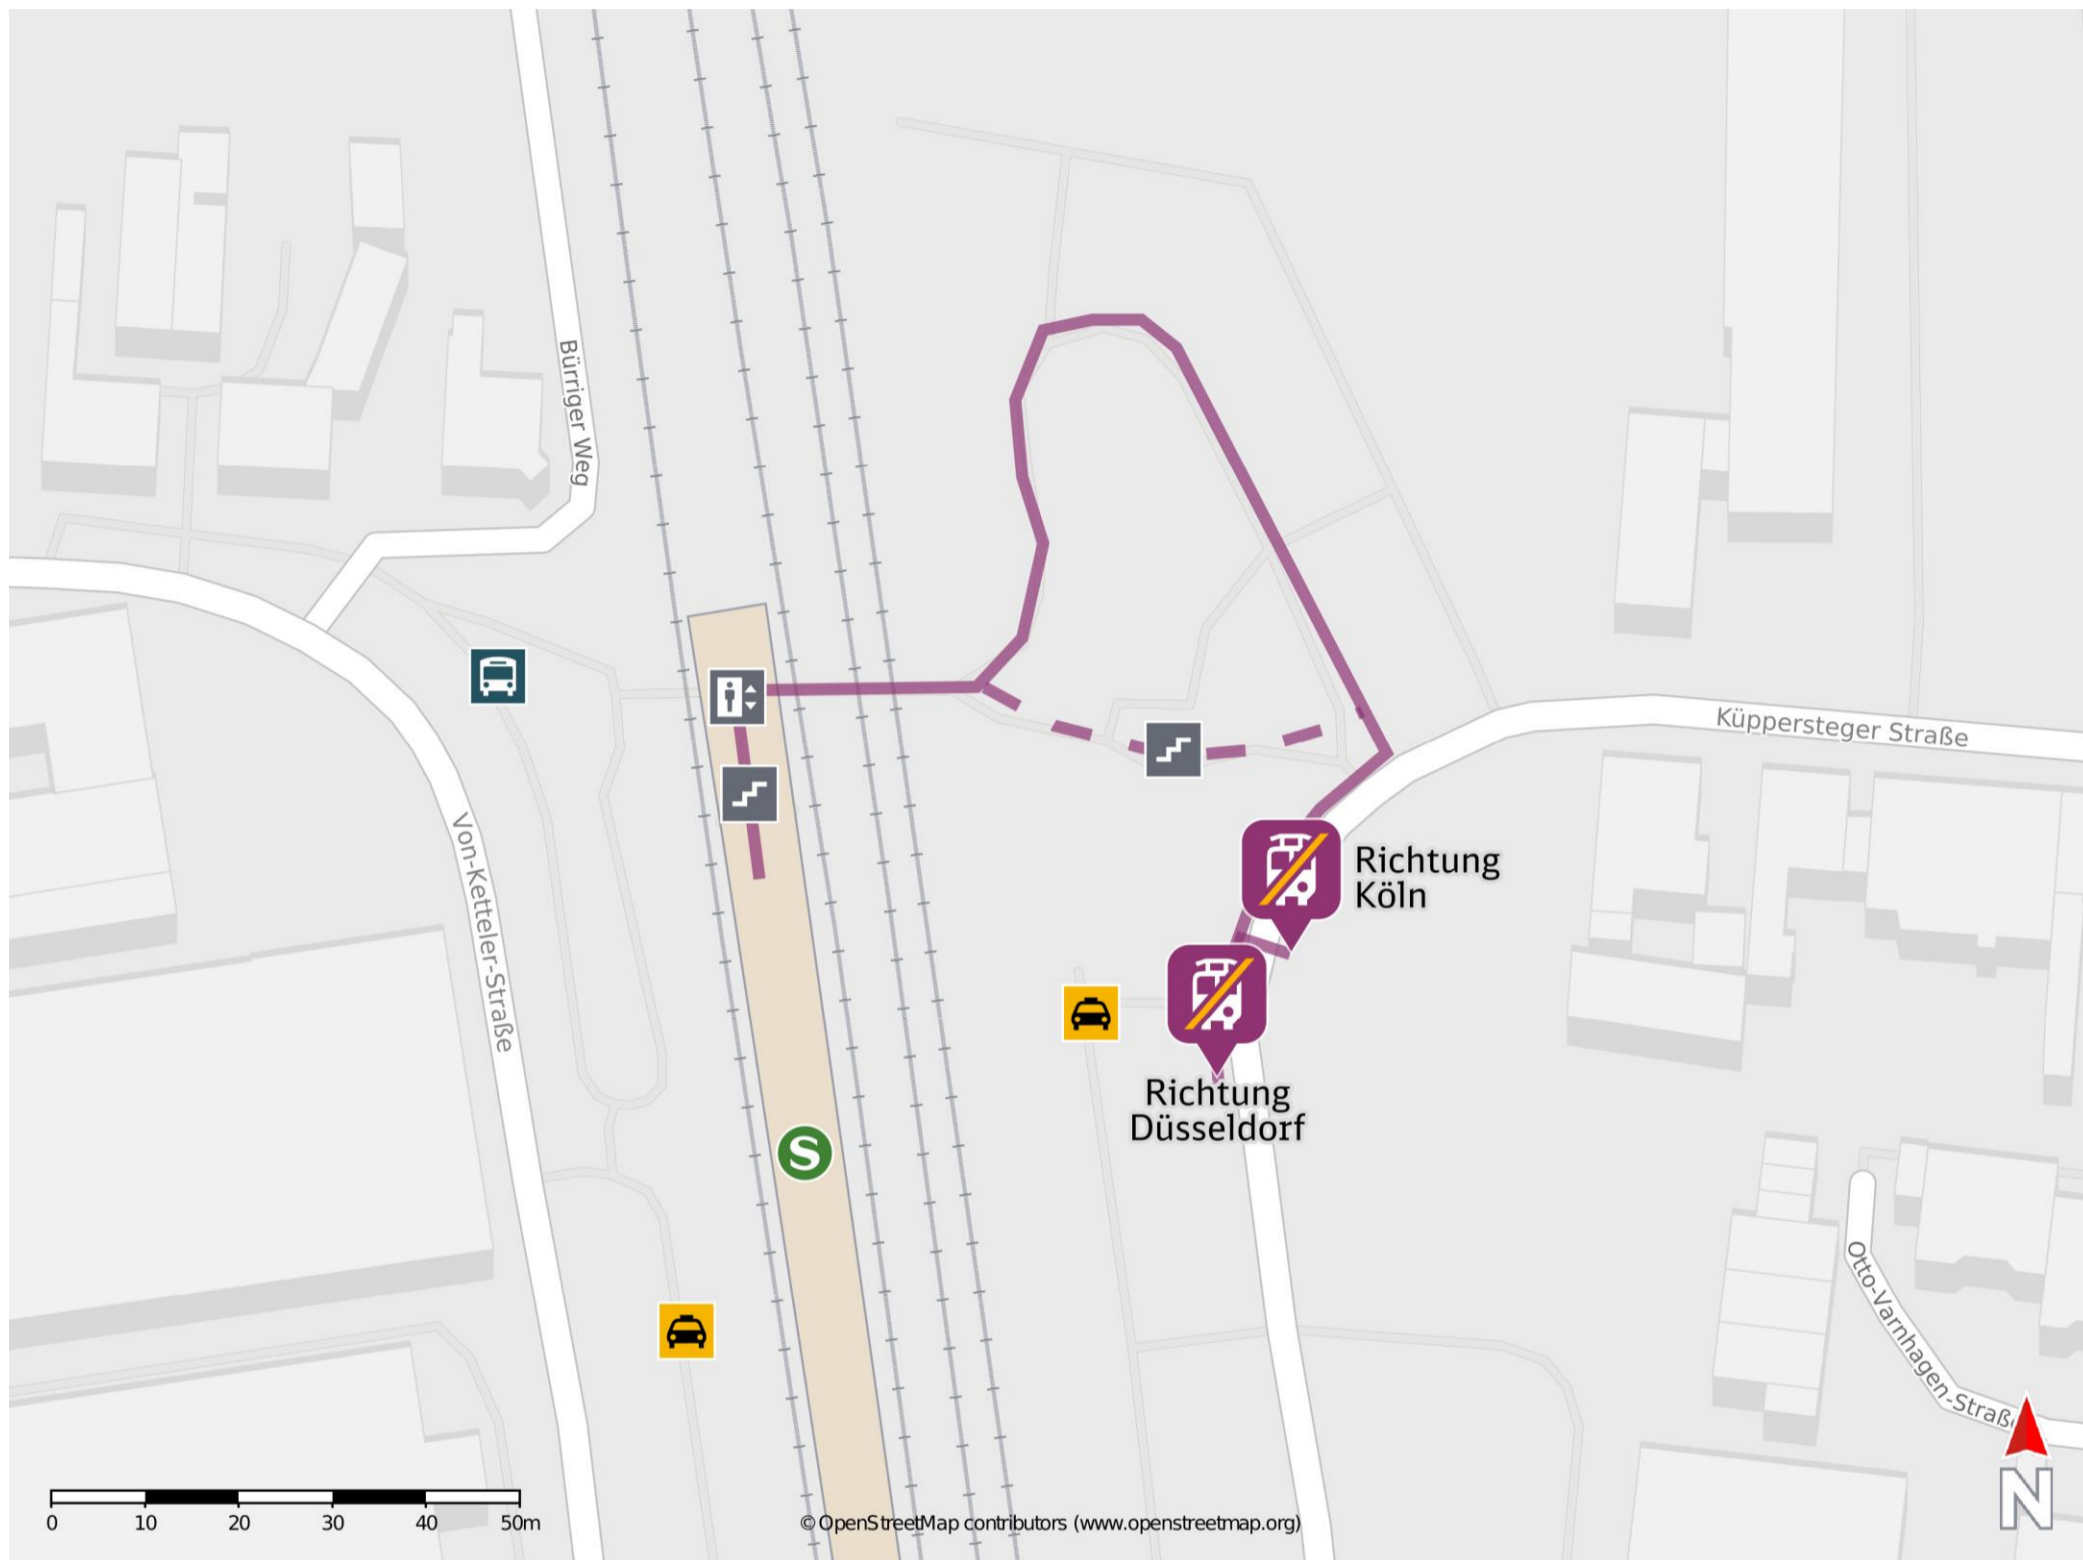 Bürriger Weg
Küppersteger Straße
Von-Ketteler-Straße
Richtung
Köln
Richtung
Düsseldorf
S
Otto-Varnhagen-Straße
0 10 20 30 40 50m
© OpenStreetMap contributors (www.openstreetmap.org)
N